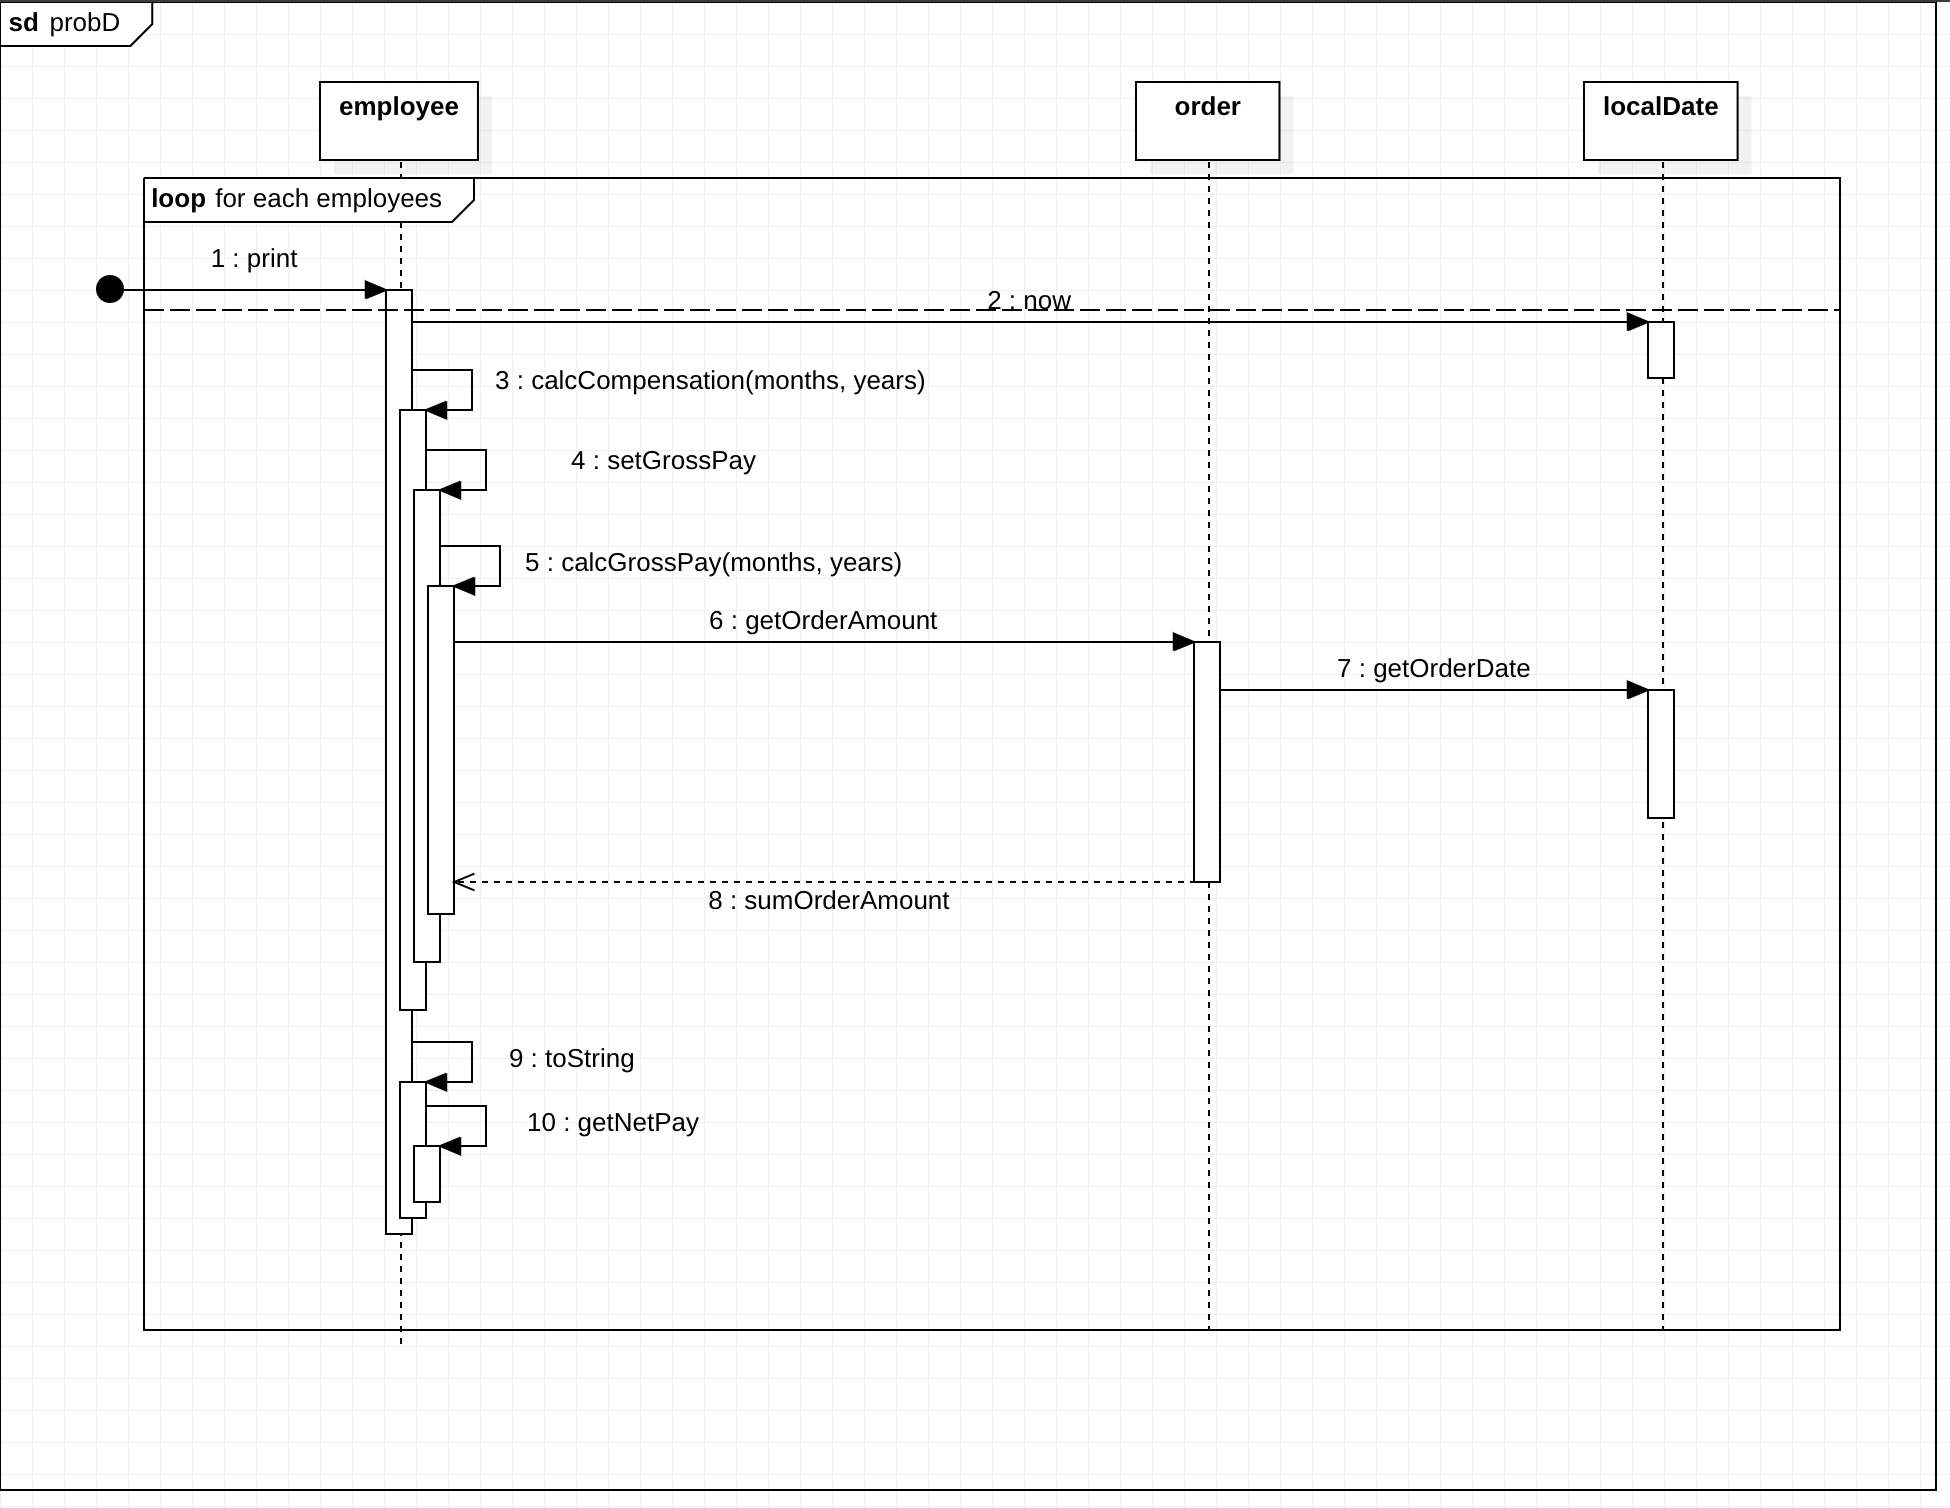 sd probD
employee
order
localDate
loop for each employees
1 : print
2 : now
3 : calcCompensation(months, years)
4 : setGrossPay
5 : calcGrossPay(months, years)
6 : getOrderAmount
7 : getOrderDate
8 : sumOrderAmount
9 : toString
10 : getNetPay